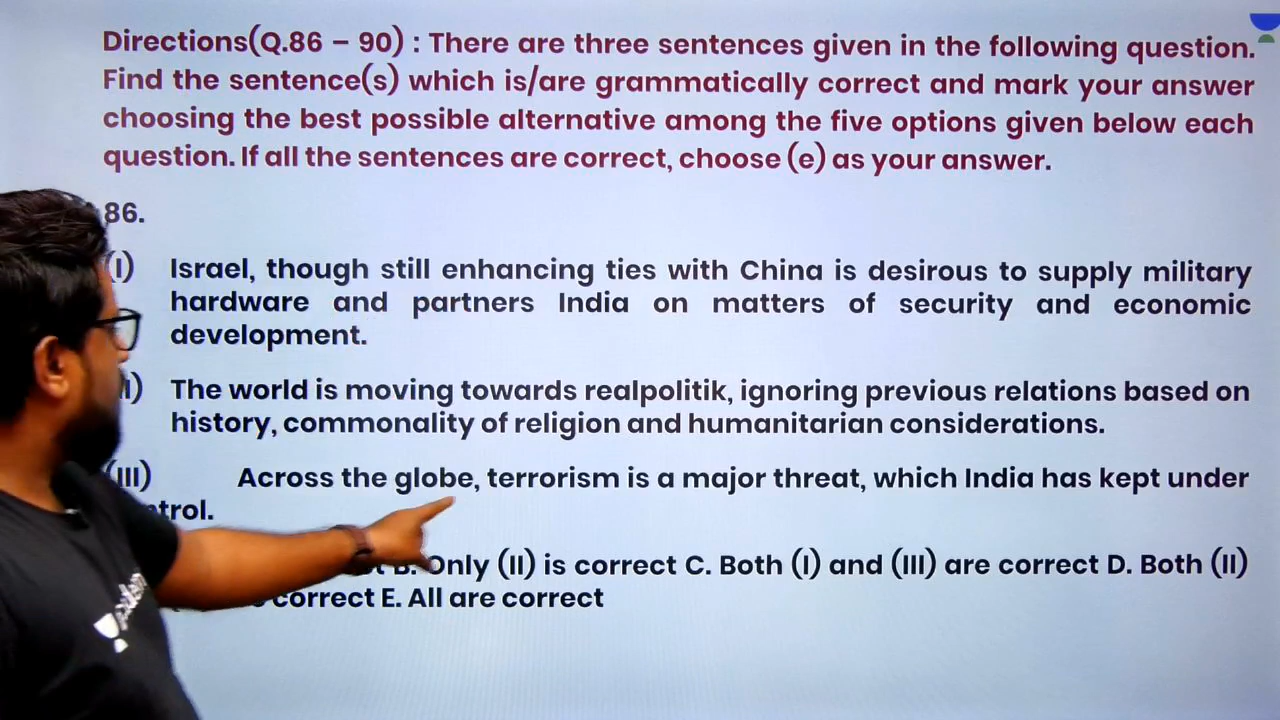 Directions(Q.86 – 90) : There are three sentences given in the following question.
Find the sentence(s) which is/are grammatically correct and mark your answer
choosing the best possible alternative among the five options given below each
question. If all the sentences are correct, choose (e) as your answer.
86.
(I) Israel, though still enhancing ties with China is desirous to supply military
hardware and partners India on matters of security and economic
development.
The world is moving towards realpolitik, ignoring previous relations based on
history, commonality of religion and humanitarian considerations.
(III) Across the globe, terrorism is a major threat, which India has kept under
B. Only (II) is correct C. Both (I) and (III) are correct D. Both (II)
correct E. All are correct